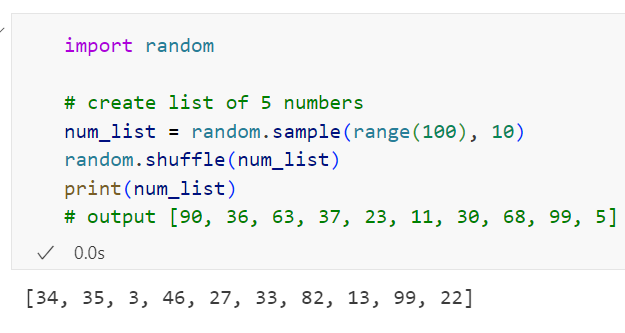 import random
# create list of 5 numbers
num_list = random.sample(range(100), 10)
random.shuffle(num_list)
print(num_list)
# output [90, 36, 63, 37, 23, 11, 30, 68, 99, 5]
0.0s
[34, 35, 3, 46, 27, 33, 82, 13, 99, 22]